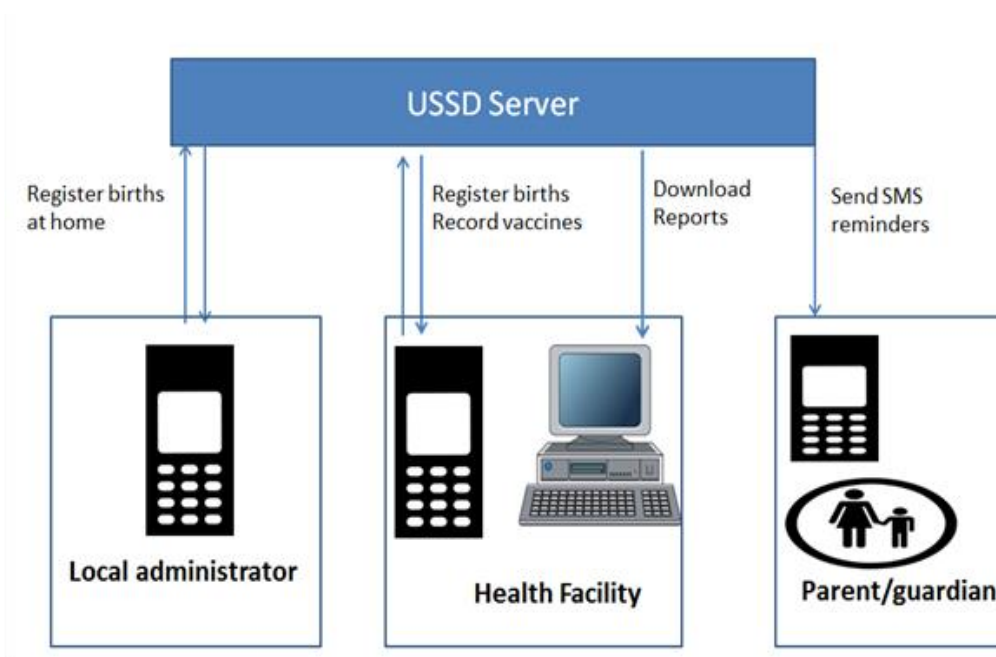 USSD Server
Register births
at home
Register births
Record vaccines
Download
Reports
Send SMS
reminders
Local administrator
Health Facility
Parent/guardian